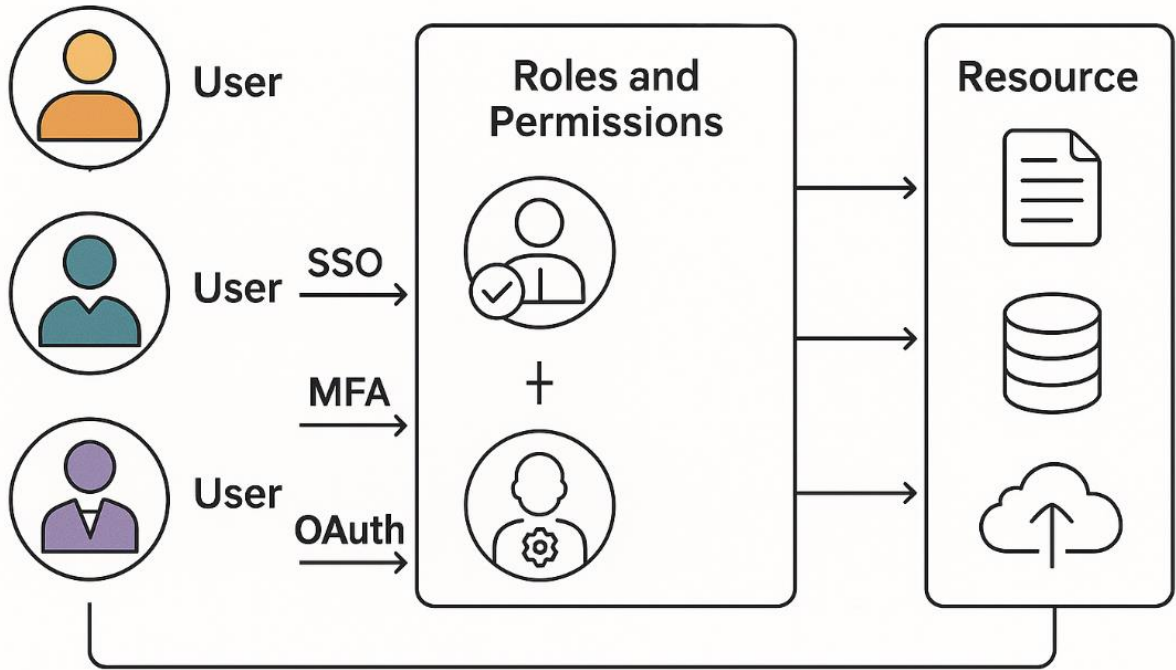 User
User
User
SSO
MFA
OAuth
Roles and
Permissions
Resource